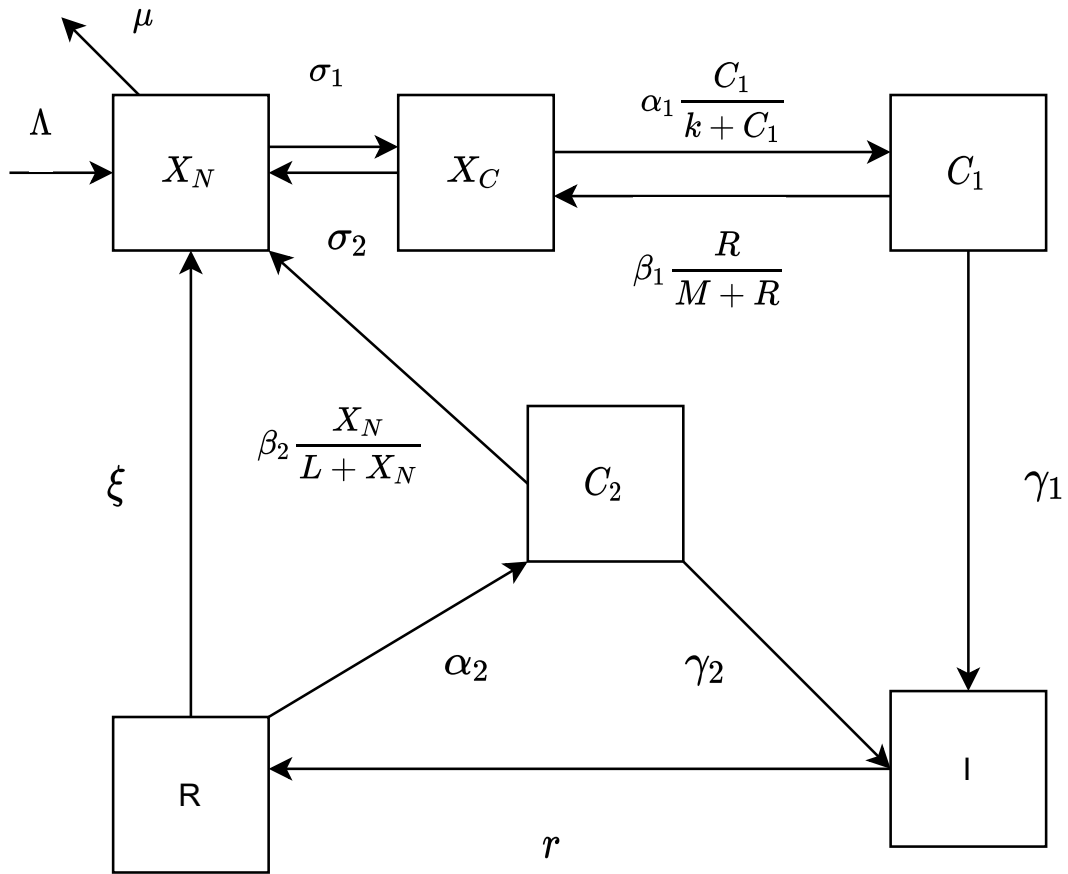 μ
σ₁
α₁ C₁ / (k + C₁)
Λ
X_N
X_C
C₁
σ₂
β₁ R / (M + R)
β₂ X_N / (L + X_N)
ξ
C₂
γ₁
α₂
γ₂
R
I
r